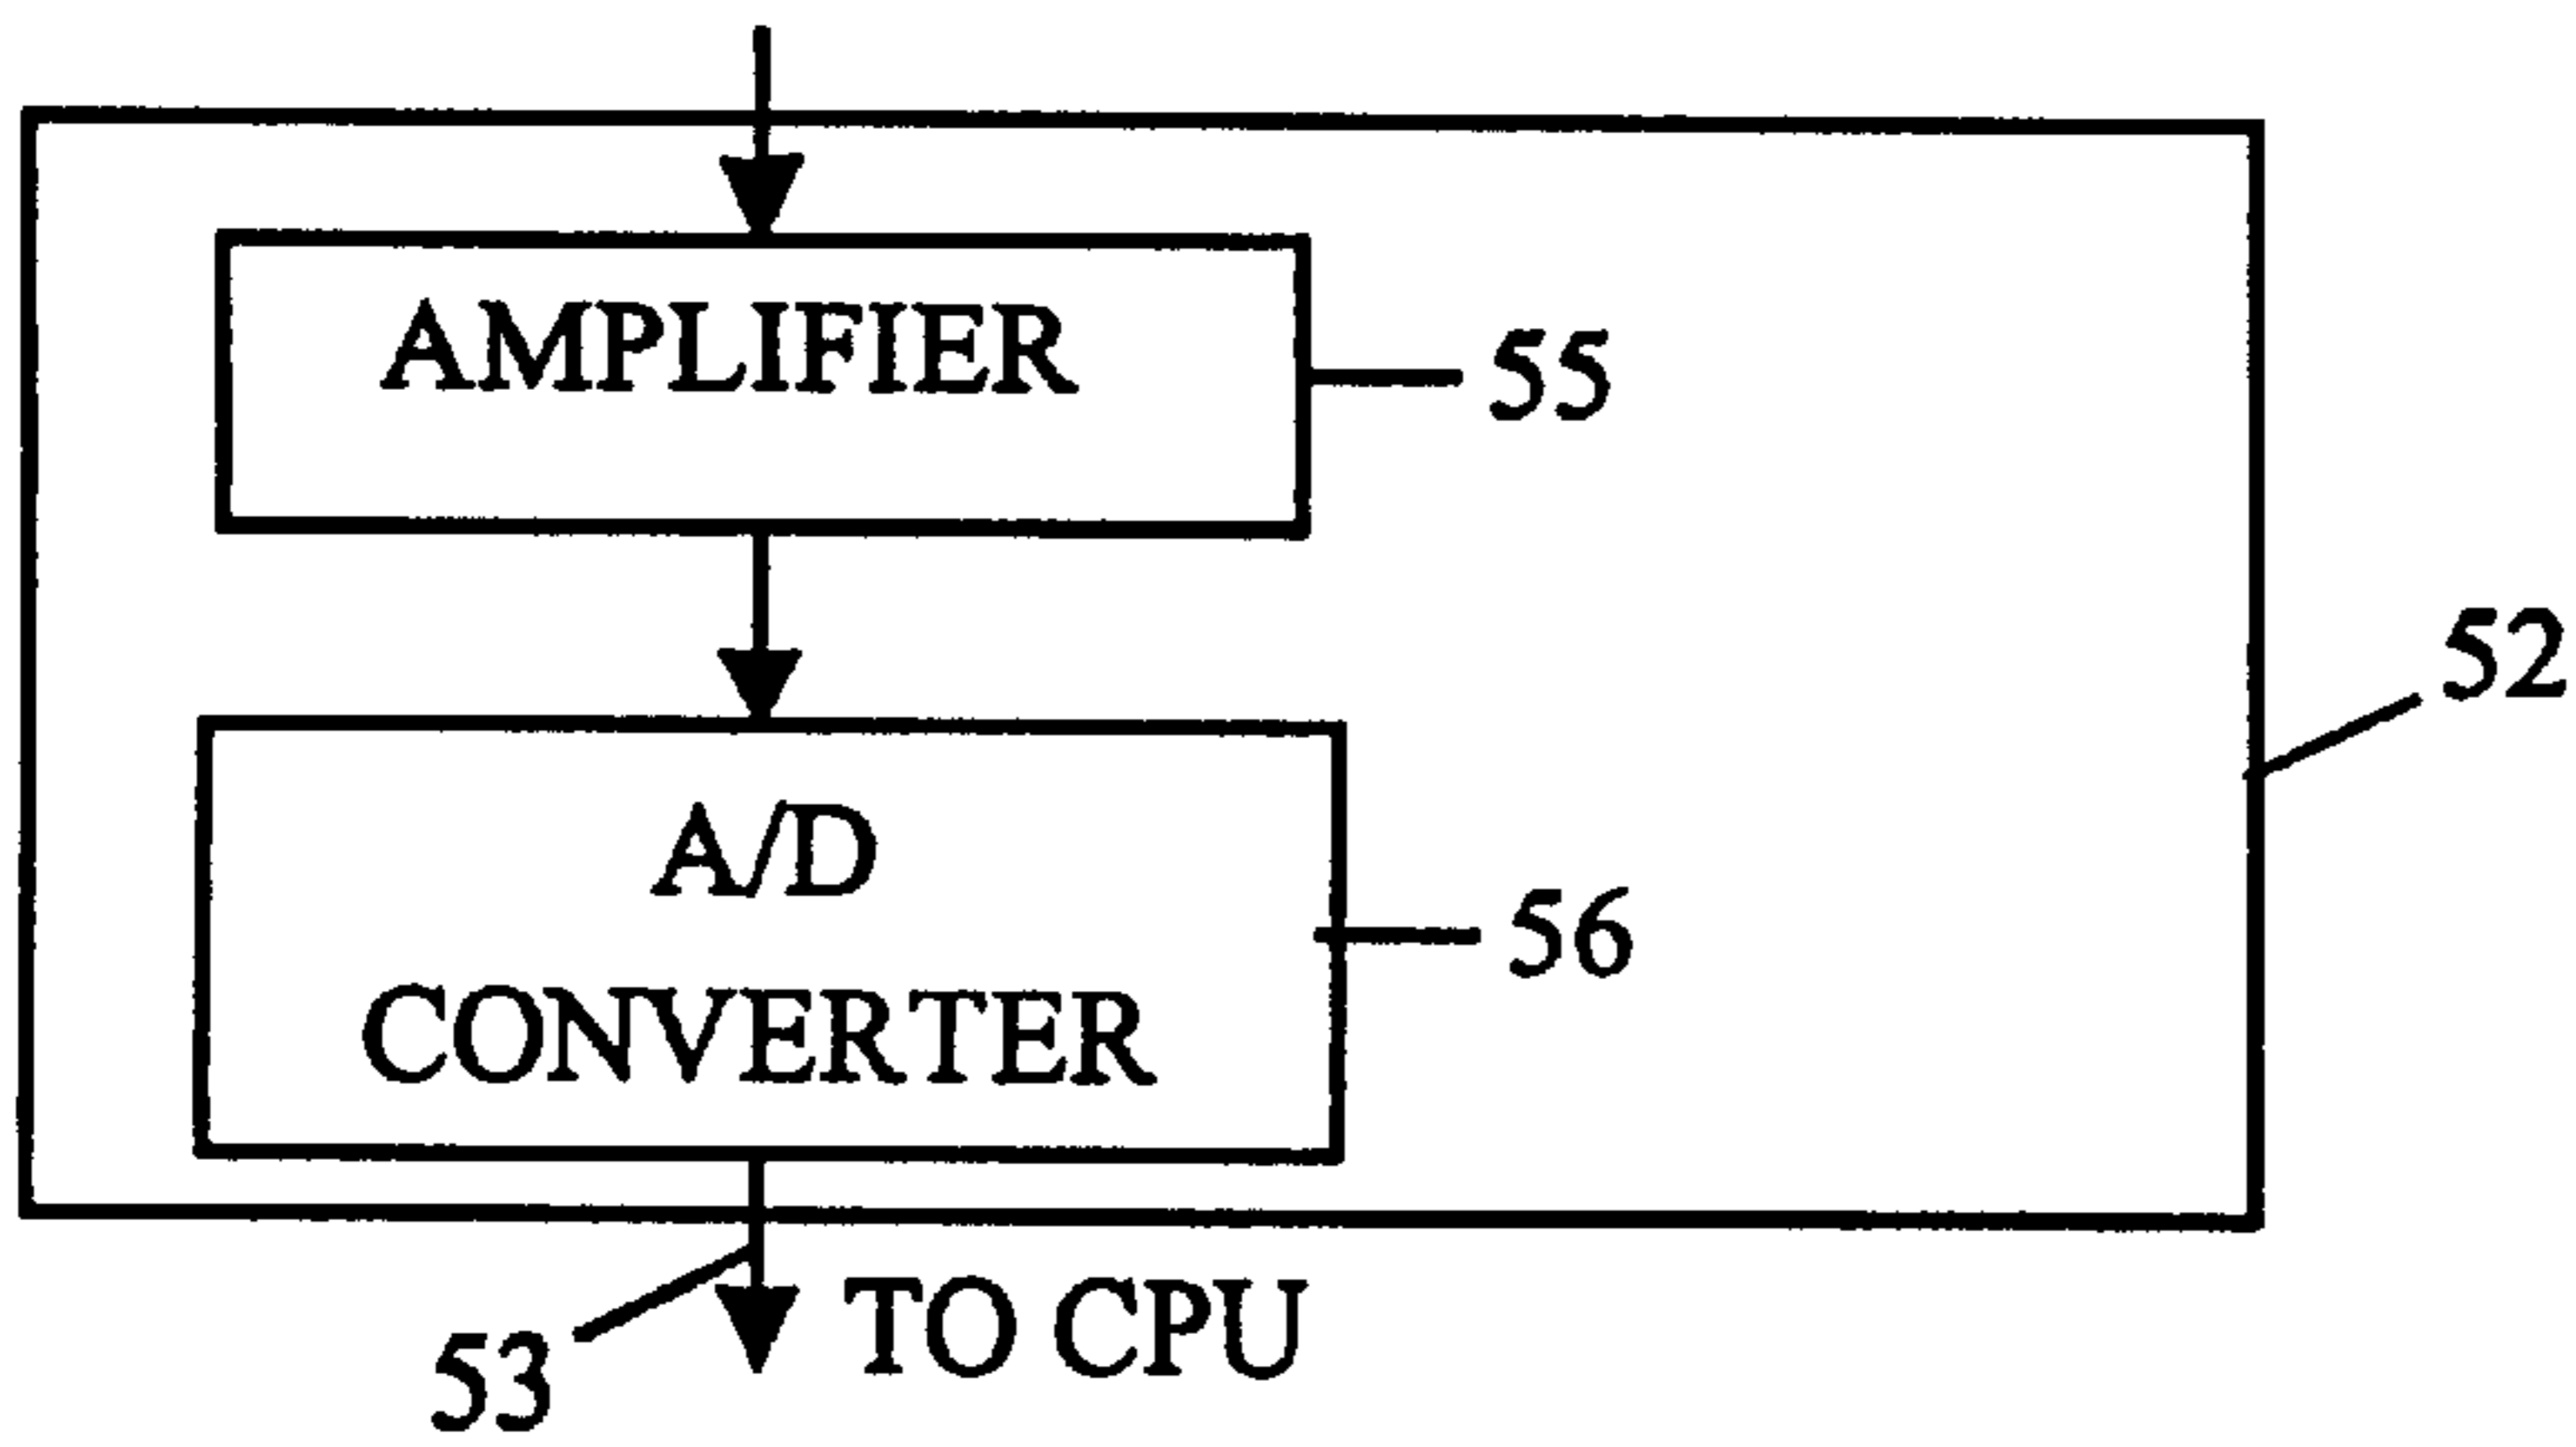 AMPLIFIER
55
52
A/D
CONVERTER
56
53
TO CPU